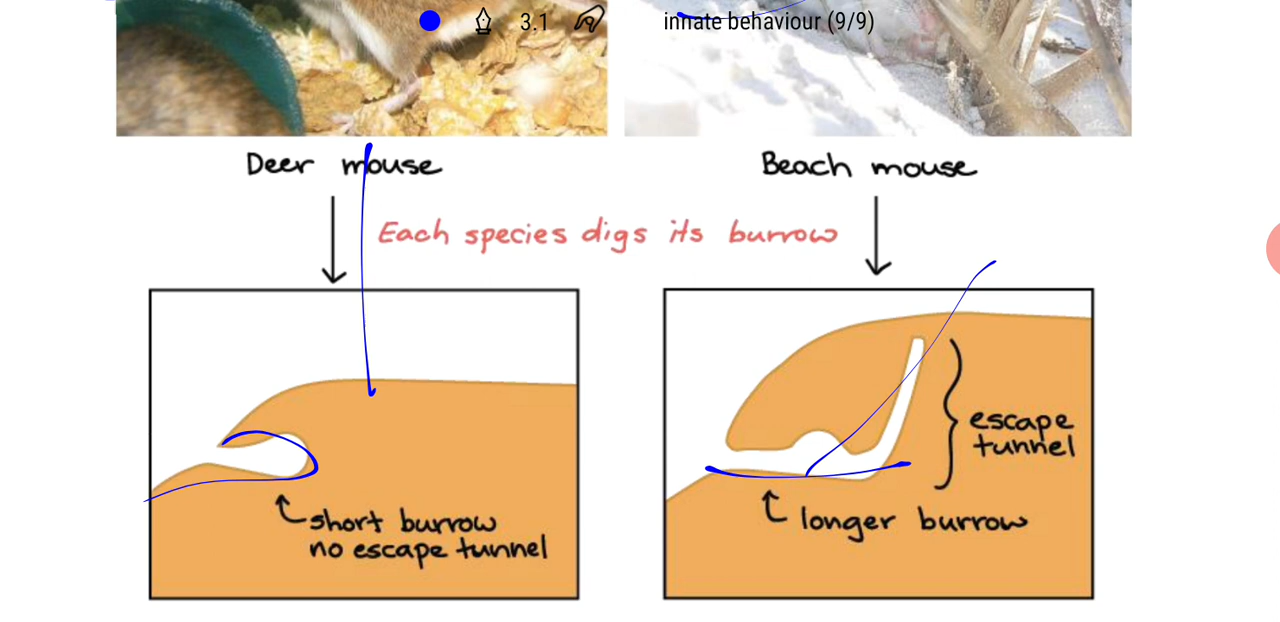 3.1
innate behaviour (9/9)
Deer mouse
Beach mouse
Each species digs its burrow
escape
tunnel
short burrow
no escape tunnel
longer burrow